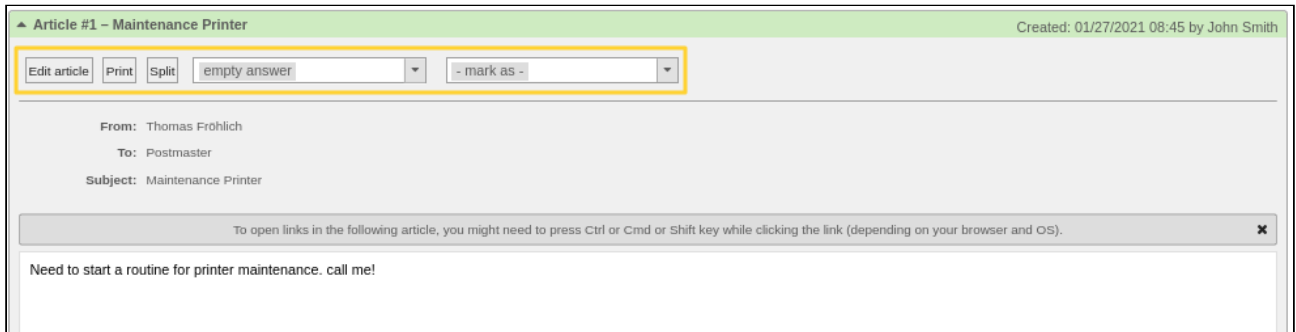 Article #1 – Maintenance Printer Created: 01/27/2021 08:45 by John Smith
Edit article Print Split empty answer - mark as -
From: Thomas Fröhlich
To: Postmaster
Subject: Maintenance Printer
To open links in the following article, you might need to press Ctrl or Cmd or Shift key while clicking the link (depending on your browser and OS).
Need to start a routine for printer maintenance. call me!